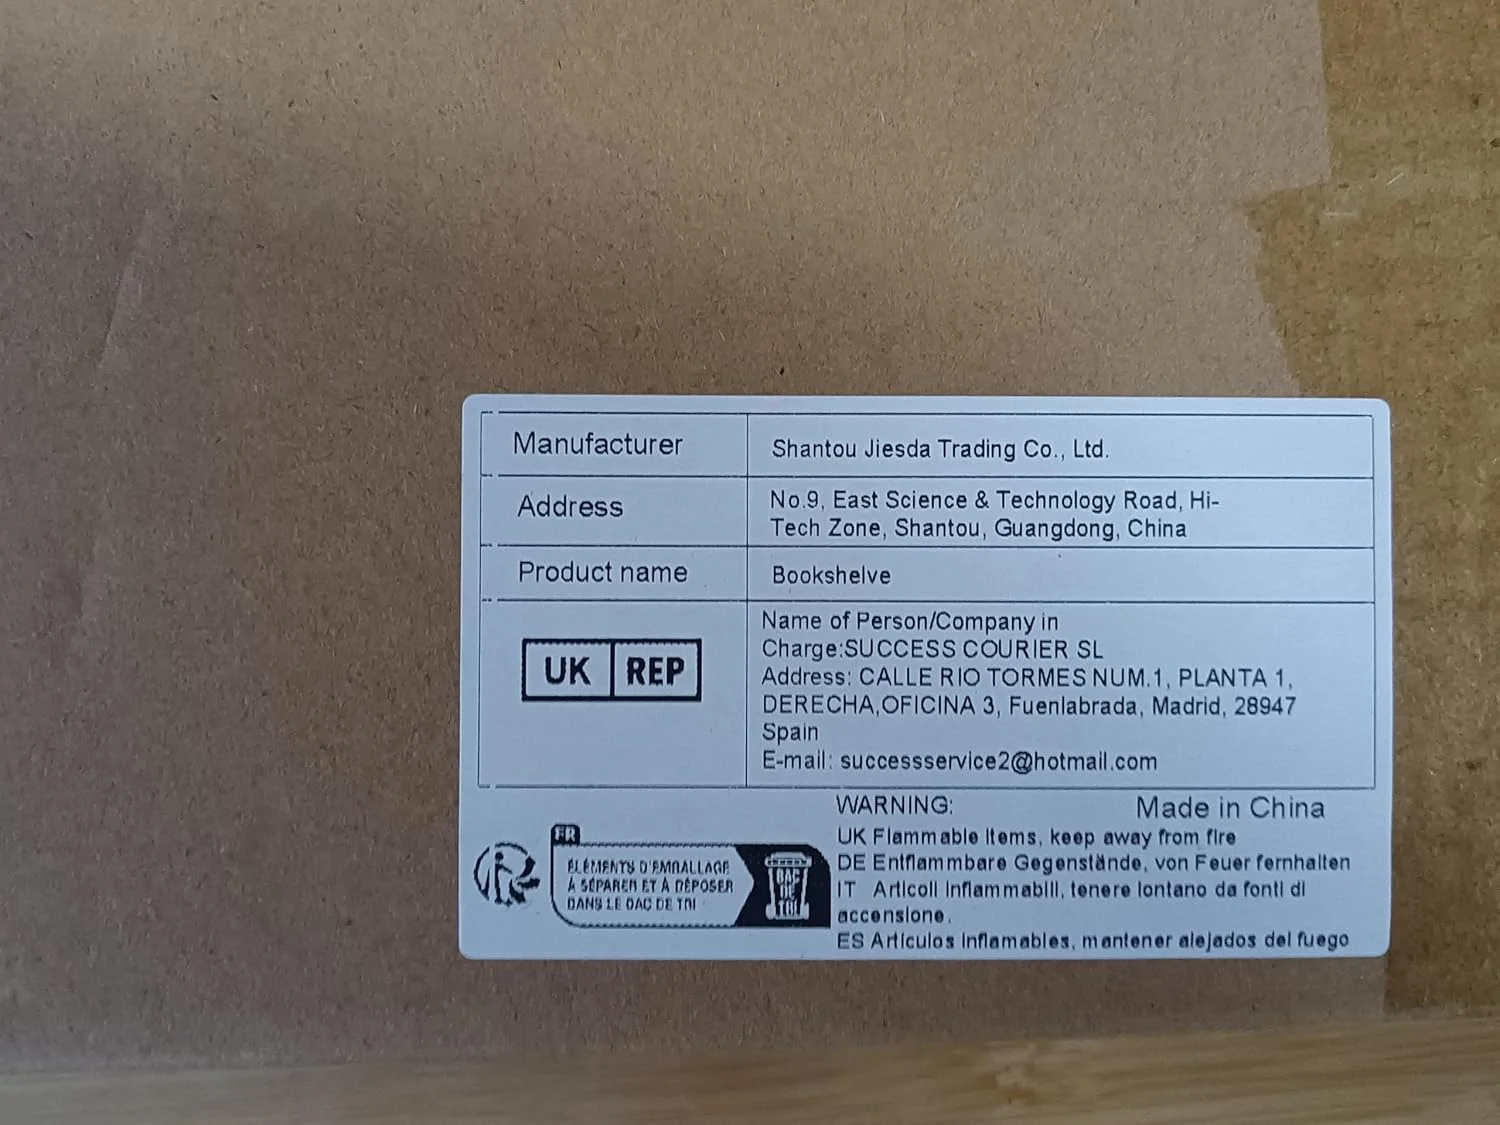 Manufacturer
Shantou Jiesda Trading Co., Ltd.
Address
No.9, East Science & Technology Road, Hi-
Tech Zone, Shantou, Guangdong, China
Product name
Bookshelve
UK REP
Name of Person/Company in
Charge:SUCCESS COURIER SL
Address: CALLE RIO TORMES NUM.1, PLANTA 1,
DERECHA,OFICINA 3, Fuenlabrada, Madrid, 28947
Spain
E-mail: successservice2@hotmail.com
FR
ÉLÉMENTS D'EMBALLAGE
À SÉPARER ET À DÉPOSER
DANS LE BAC DE TRI
BAC
DE
TRI
WARNING:
Made in China
UK Flammable items, keep away from fire
DE Entflammbare Gegenstände, von Feuer fernhalten
IT Articoli infiammabili, tenere lontano da fonti di
accensione.
ES Articulos inflamables, mantener alejados del fuego